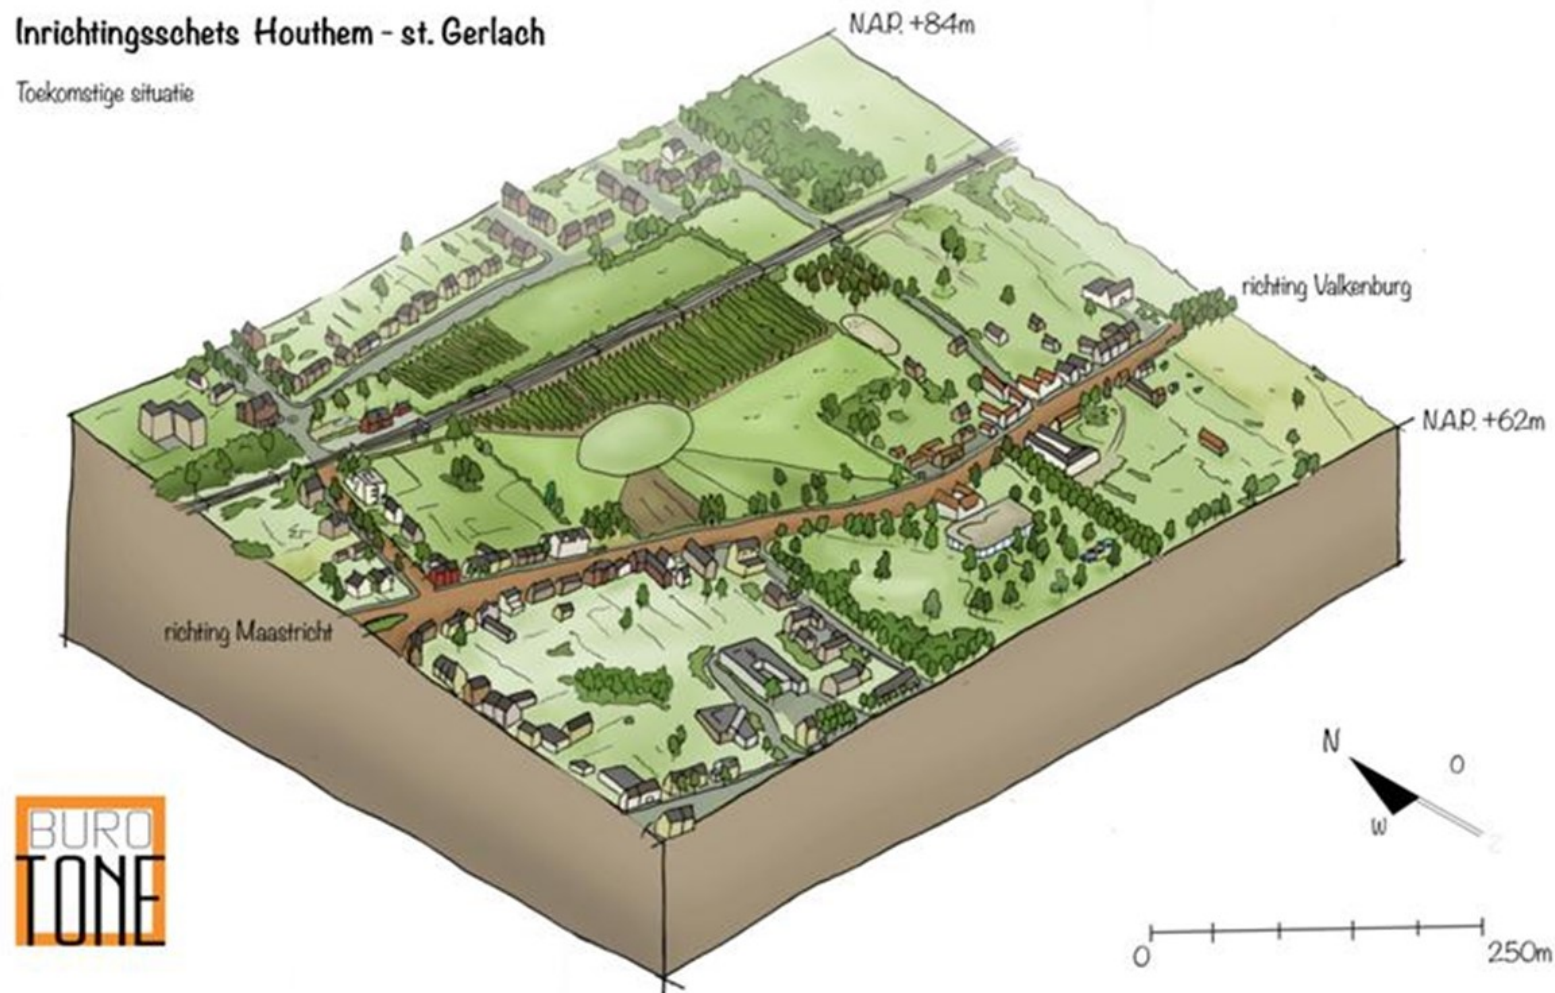 Inrichtingsschets Houthem - st. Gerlach
Toekomstige situatie
N.A.P. +84m
richting Valkenburg
N.A.P. +62m
richting Maastricht
N
O
W
Z
0
250m
BURO
TONE